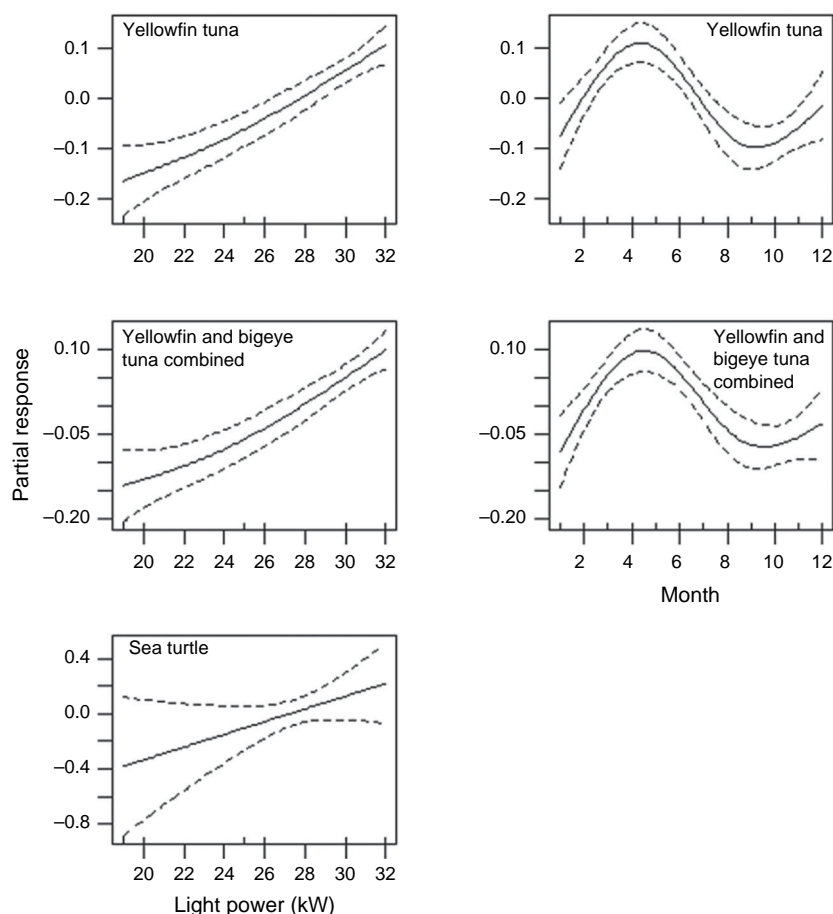 Yellowfin tuna
0.1
0.0
–0.1
–0.2
20 22 24 26 28 30 32
Yellowfin tuna
0.1
0.0
–0.1
–0.2
2 4 6 8 10 12
Partial response
Yellowfin and bigeye
tuna combined
0.10
–0.05
–0.20
20 22 24 26 28 30 32
Yellowfin and
bigeye tuna
combined
0.10
–0.05
–0.20
2 4 6 8 10 12
Month
Sea turtle
0.4
0.0
–0.4
–0.8
20 22 24 26 28 30 32
Light power (kW)